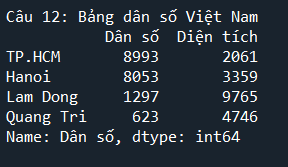 Câu 12: Bảng dân số Việt Nam
Dân số Diện tích
TP.HCM 8993 2061
Hanoi 8053 3359
Lam Dong 1297 9765
Quang Tri 623 4746
Name: Dân số, dtype: int64